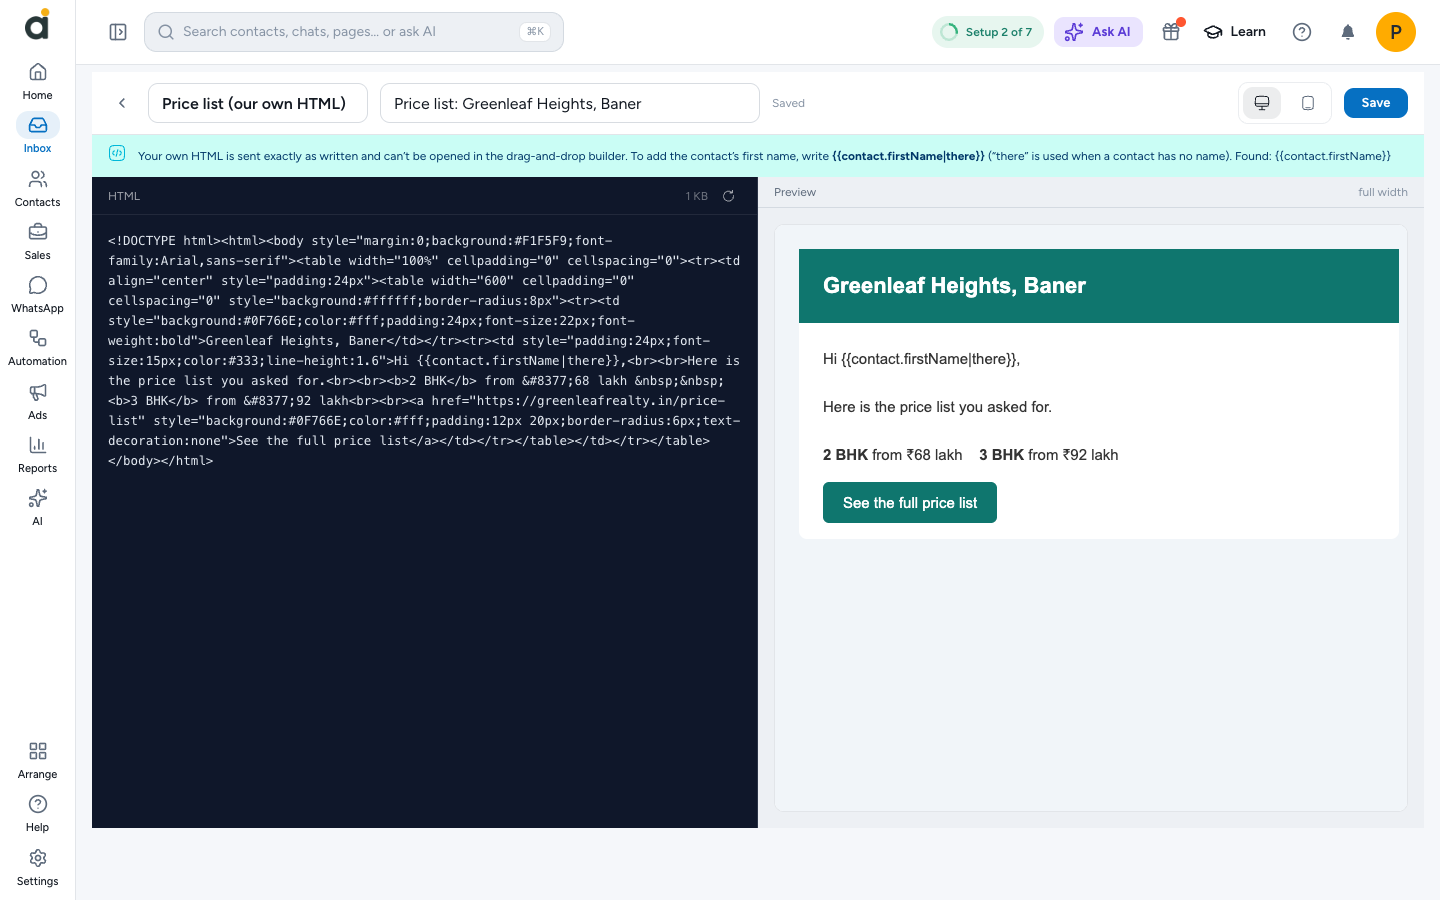 Search contacts, chats, pages... or ask AI
⌘K
Setup 2 of 7
Ask AI
Learn
P
Home
Inbox
Contacts
Sales
WhatsApp
Automation
Ads
Reports
AI
Arrange
Help
Settings
Price list (our own HTML)
Price list: Greenleaf Heights, Baner
Saved
Save
Your own HTML is sent exactly as written and can't be opened in the drag-and-drop builder. To add the contact's first name, write {{contact.firstName|there}} ("there" is used when a contact has no name). Found: {{contact.firstName}}
HTML
1 KB
<!DOCTYPE html><html><body style="margin:0;background:#F1F5F9;font-
family:Arial,sans-serif"><table width="100%" cellpadding="0" cellspacing="0"><tr><td
align="center" style="padding:24px"><table width="600" cellpadding="0"
cellspacing="0" style="background:#ffffff;border-radius:8px"><tr><td
style="background:#0F766E;color:#fff;padding:24px;font-size:22px;font-
weight:bold">Greenleaf Heights, Baner</td></tr><tr><td style="padding:24px;font-
size:15px;color:#333;line-height:1.6">Hi {{contact.firstName|there}},<br><br>Here is
the price list you asked for.<br><br><b>2 BHK</b> from &#8377;68 lakh &nbsp;&nbsp;
<b>3 BHK</b> from &#8377;92 lakh<br><br><a href="https://greenleafrealty.in/price-
list" style="background:#0F766E;color:#fff;padding:12px 20px;border-radius:6px;text-
decoration:none">See the full price list</a></td></tr></table></td></tr></table>
</body></html>
Preview
full width
Greenleaf Heights, Baner
Hi {{contact.firstName|there}},
Here is the price list you asked for.
2 BHK from ₹68 lakh 3 BHK from ₹92 lakh
See the full price list